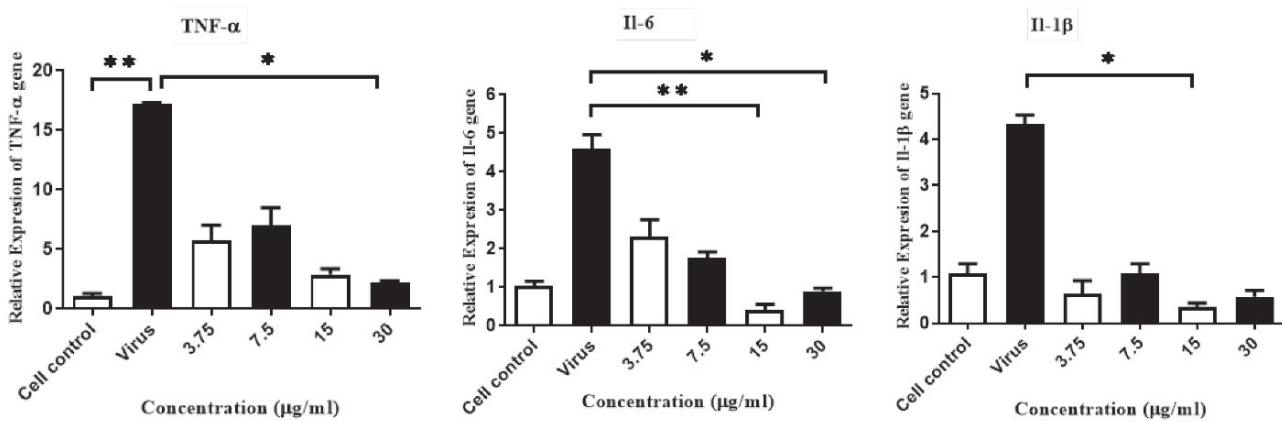 TNF-α
**
*
Relative Expresion of TNF-α gene
20
15
10
5
0
Cell control
Virus
3.75
7.5
15
30
Concentration (µg/ml)
Il-6
*
**
Relative Expresion of Il-6 gene
6
5
4
3
2
1
0
Cell control
Virus
3.75
7.5
15
30
Concentration (µg/ml)
Il-1β
*
Relative Expresion of Il-1β gene
5
4
3
2
1
0
Cell control
Virus
3.75
7.5
15
30
Concentration (µg/ml)